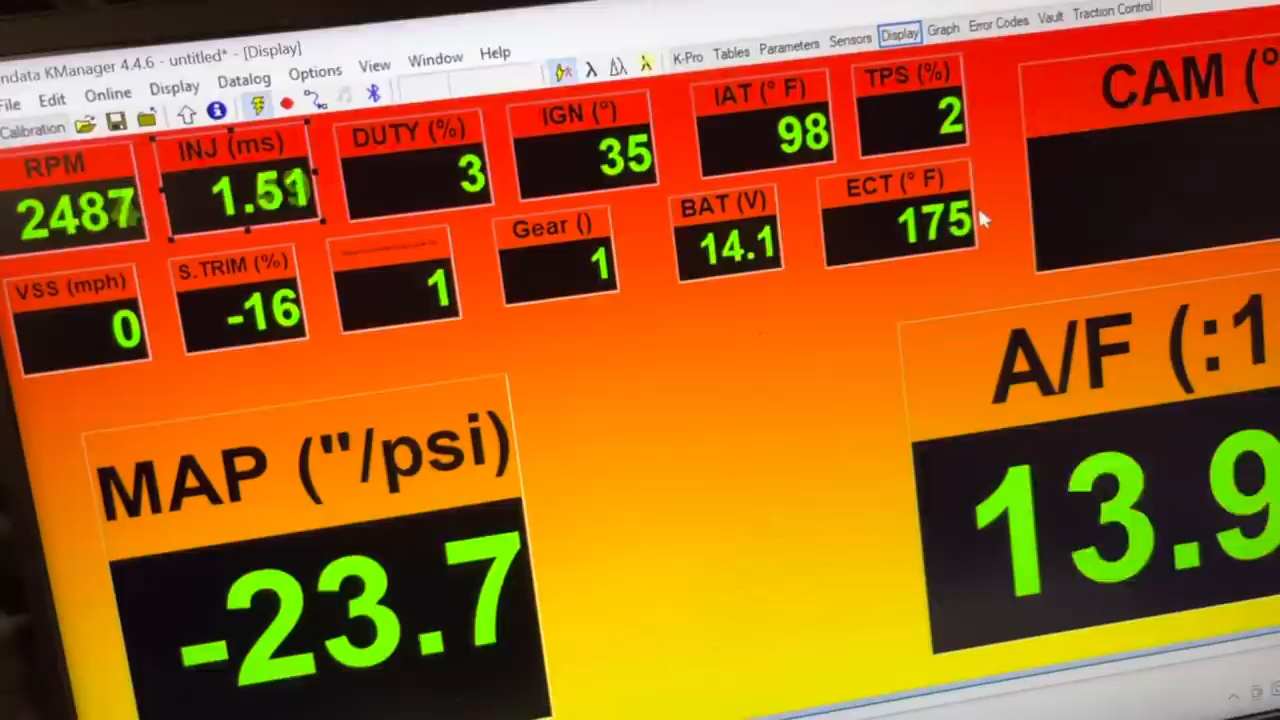 ndata KManager 4.4.6 - untitled* - [Display]
File Edit Online Display Datalog Options View Window Help
Calibration K-Pro Tables Parameters Sensors Display Graph Error Codes Vault Traction Control
RPM INJ (ms) DUTY (%) IGN (°) IAT (° F) TPS (%) CAM (°
2487 1.51 3 35 98 2
VSS (mph) S.TRIM (%) Gear () BAT (V) ECT (° F)
0 -16 1 1 14.1 175
MAP ("/psi) A/F (:1
-23.7 13.9